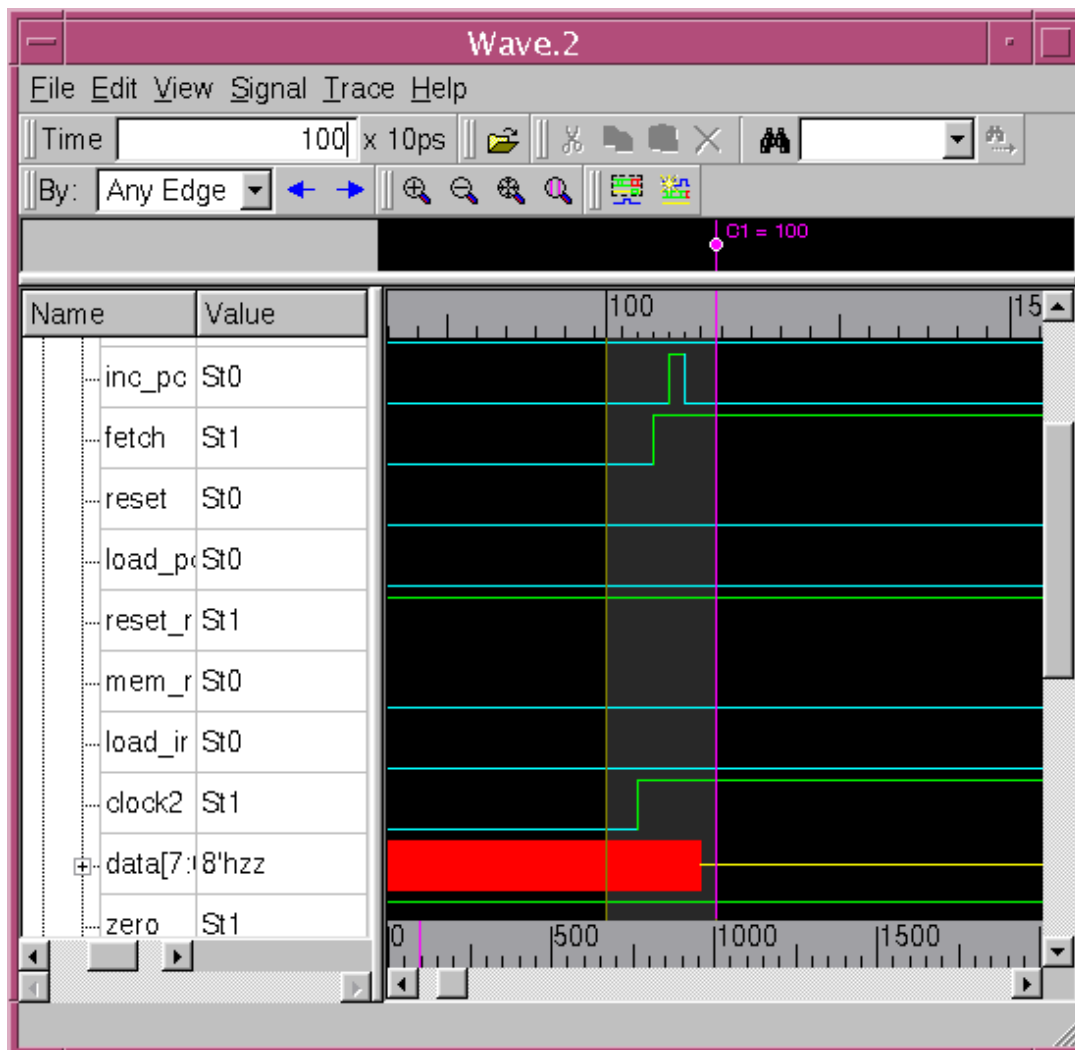 Wave.2
File Edit View Signal Trace Help
Time 100 x 10ps
By: Any Edge
C1 = 100
Name Value 100 15
inc_pc St0
fetch St1
reset St0
load_p St0
reset_r St1
mem_r St0
load_ir St0
clock2 St1
data[7: 8'hzz
zero St1
0 500 1000 1500